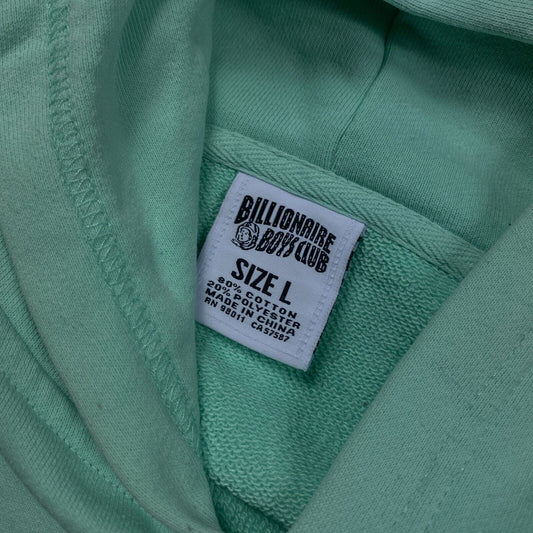 BILLIONAIRE
BOYS CLUB
SIZE L
80% COTTON
20% POLYESTER
MADE IN CHINA
RN 98011 CA57587